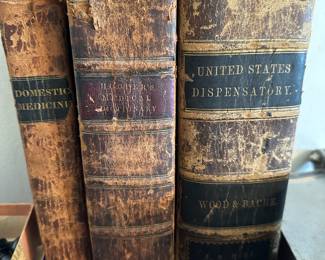 DOMESTIC
MEDICINE
HOOPER'S
MEDICAL
DICTIONARY
UNITED STATES
DISPENSATORY.
WOOD & BACHE.